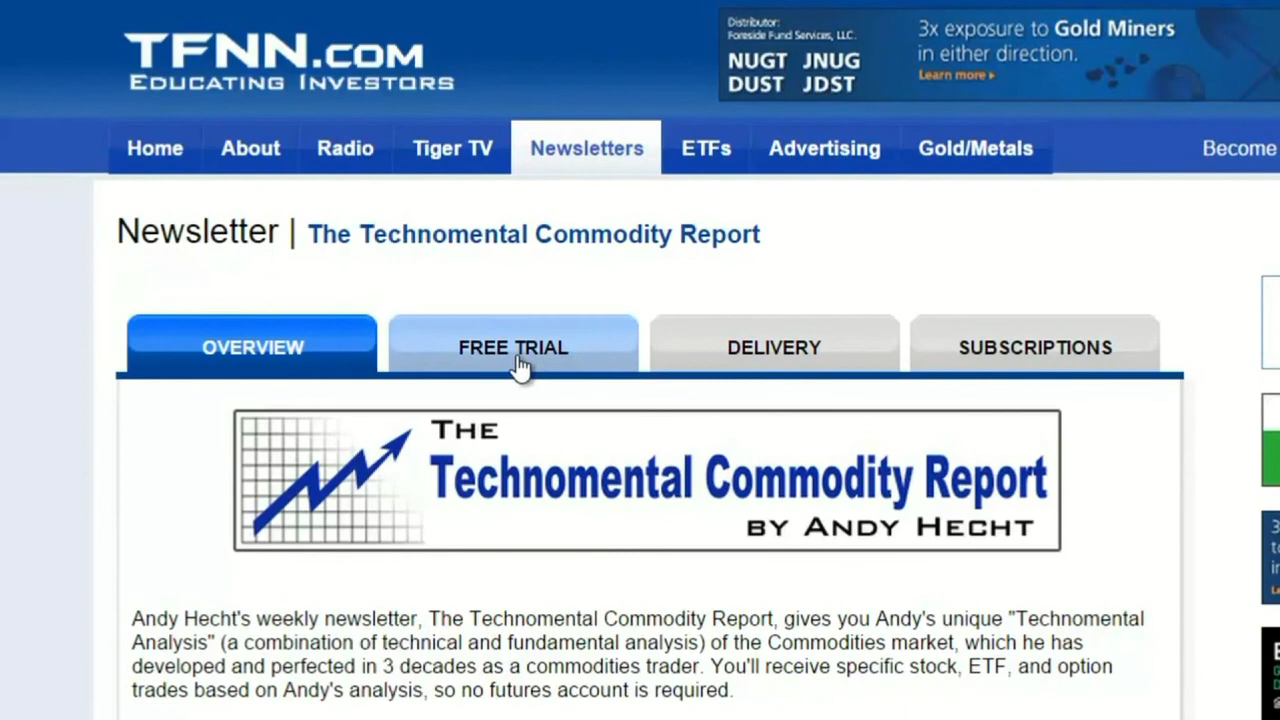 TFNN.COM
EDUCATING INVESTORS
Distributor:
Foreside Fund Services, LLC.
NUGT JNUG
DUST JDST
3x exposure to Gold Miners
in either direction.
Learn more
Home About Radio Tiger TV Newsletters ETFs Advertising Gold/Metals Become
Newsletter | The Technomental Commodity Report
OVERVIEW FREE TRIAL DELIVERY SUBSCRIPTIONS
THE
Technomental Commodity Report
BY ANDY HECHT
Andy Hecht's weekly newsletter, The Technomental Commodity Report, gives you Andy's unique "Technomental
Analysis" (a combination of technical and fundamental analysis) of the Commodities market, which he has
developed and perfected in 3 decades as a commodities trader. You'll receive specific stock, ETF, and option
trades based on Andy's analysis, so no futures account is required.